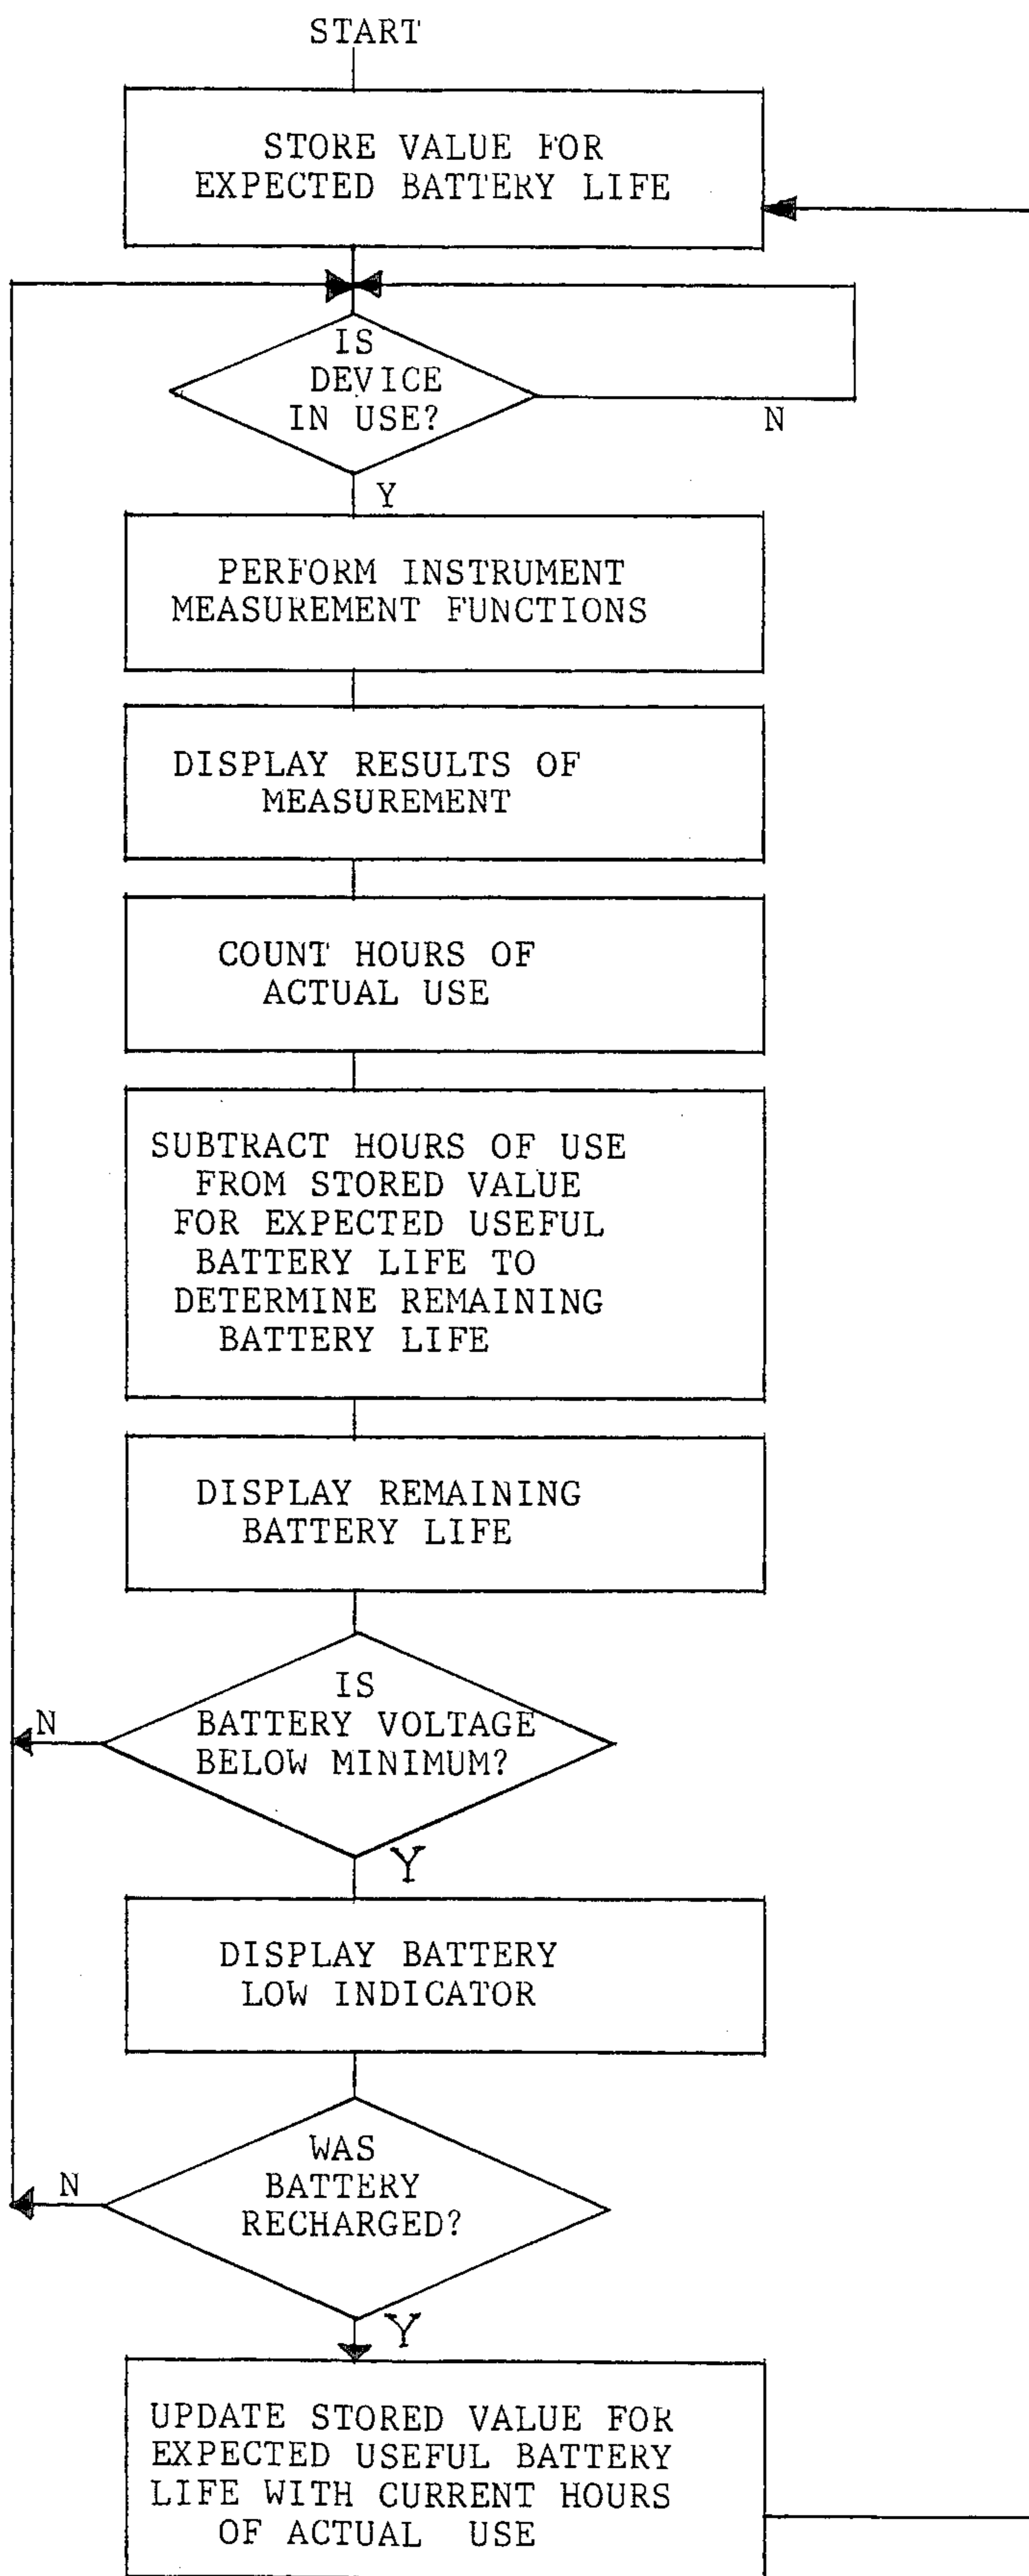 START
STORE VALUE FOR
EXPECTED BATTERY LIFE
IS
DEVICE
IN USE?
N
Y
PERFORM INSTRUMENT
MEASUREMENT FUNCTIONS
DISPLAY RESULTS OF
MEASUREMENT
COUNT HOURS OF
ACTUAL USE
SUBTRACT HOURS OF USE
FROM STORED VALUE
FOR EXPECTED USEFUL
BATTERY LIFE TO
DETERMINE REMAINING
BATTERY LIFE
DISPLAY REMAINING
BATTERY LIFE
IS
BATTERY VOLTAGE
BELOW MINIMUM?
N
Y
DISPLAY BATTERY
LOW INDICATOR
WAS
BATTERY
RECHARGED?
N
Y
UPDATE STORED VALUE FOR
EXPECTED USEFUL BATTERY
LIFE WITH CURRENT HOURS
OF ACTUAL USE